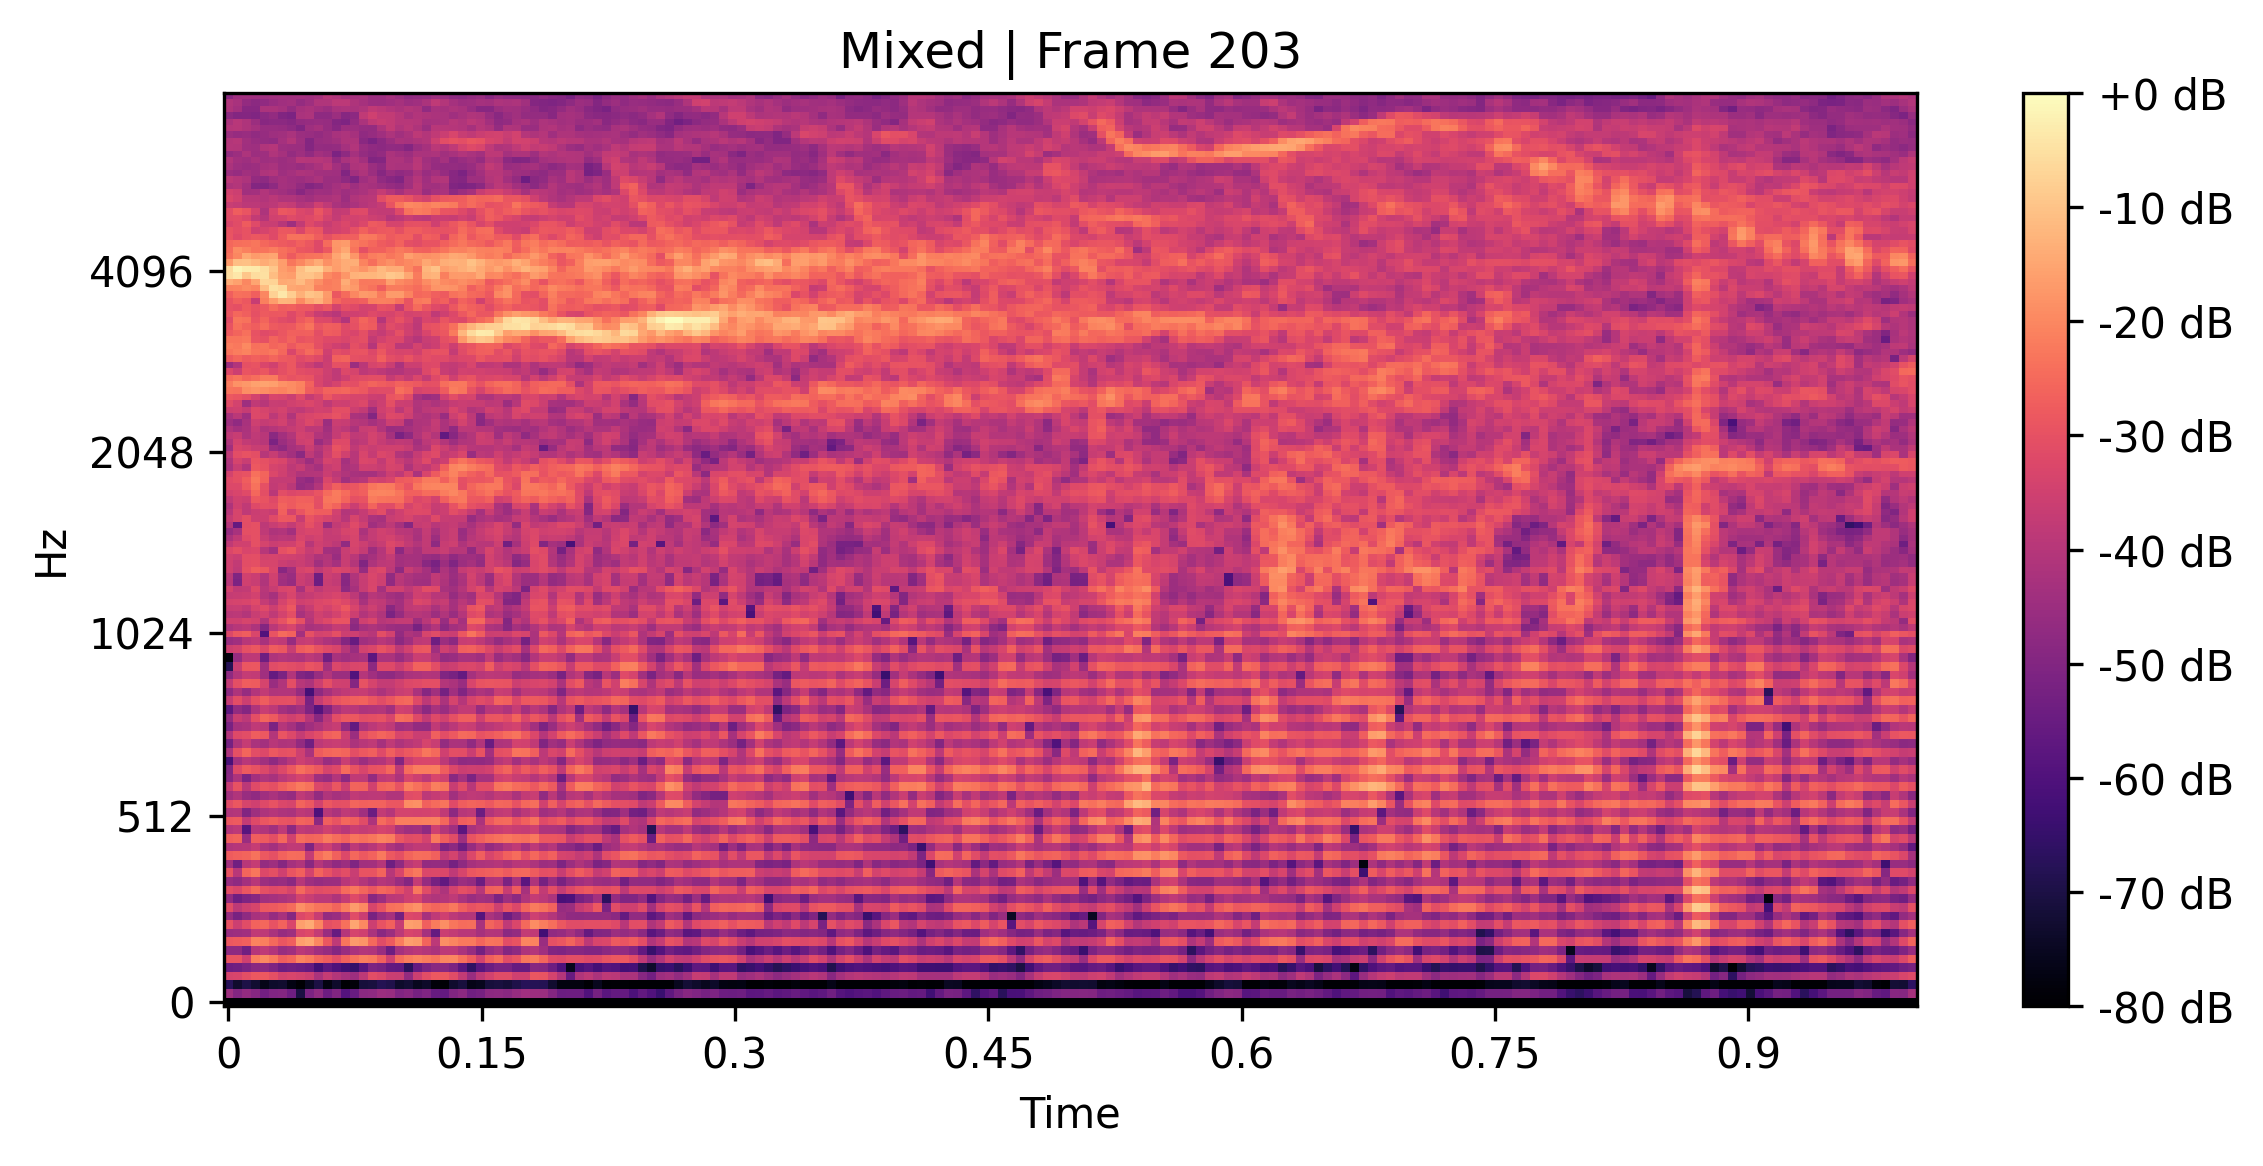 Mixed | Frame 203
Hz
4096
2048
1024
512
0
0 0.15 0.3 0.45 0.6 0.75 0.9
Time
+0 dB
-10 dB
-20 dB
-30 dB
-40 dB
-50 dB
-60 dB
-70 dB
-80 dB